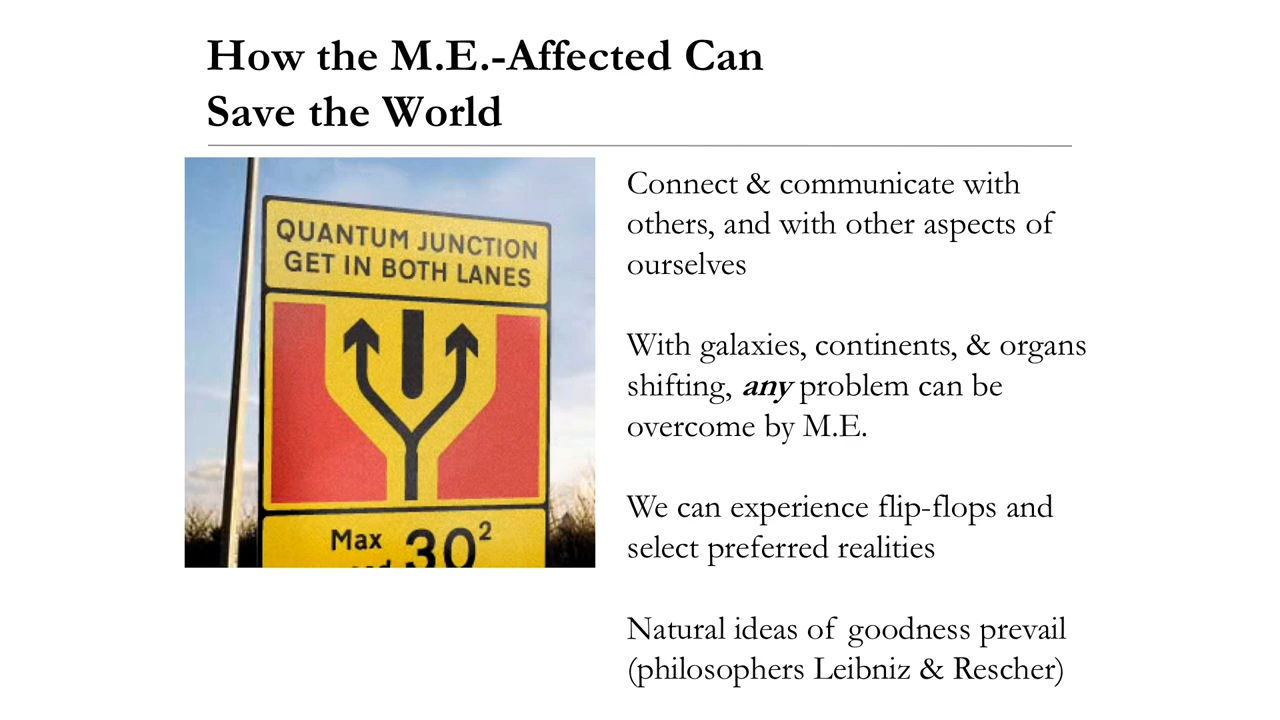 How the M.E.-Affected Can
Save the World
QUANTUM JUNCTION
GET IN BOTH LANES
Max 30²
Connect & communicate with
others, and with other aspects of
ourselves
With galaxies, continents, & organs
shifting, any problem can be
overcome by M.E.
We can experience flip-flops and
select preferred realities
Natural ideas of goodness prevail
(philosophers Leibniz & Rescher)